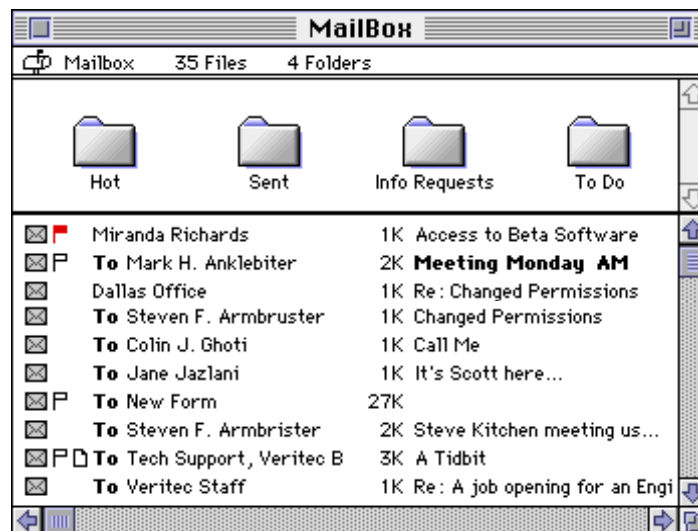 MailBox
Mailbox 35 Files 4 Folders
Hot Sent Info Requests To Do
Miranda Richards 1K Access to Beta Software
To Mark H. Anklebiter 2K Meeting Monday AM
Dallas Office 1K Re: Changed Permissions
To Steven F. Armbruster 1K Changed Permissions
To Colin J. Ghoti 1K Call Me
To Jane Jazlani 1K It's Scott here...
To New Form 27K
To Steven F. Armbrister 2K Steve Kitchen meeting us...
To Tech Support, Veritec B 3K A Tidbit
To Veritec Staff 1K Re: A job opening for an Engi